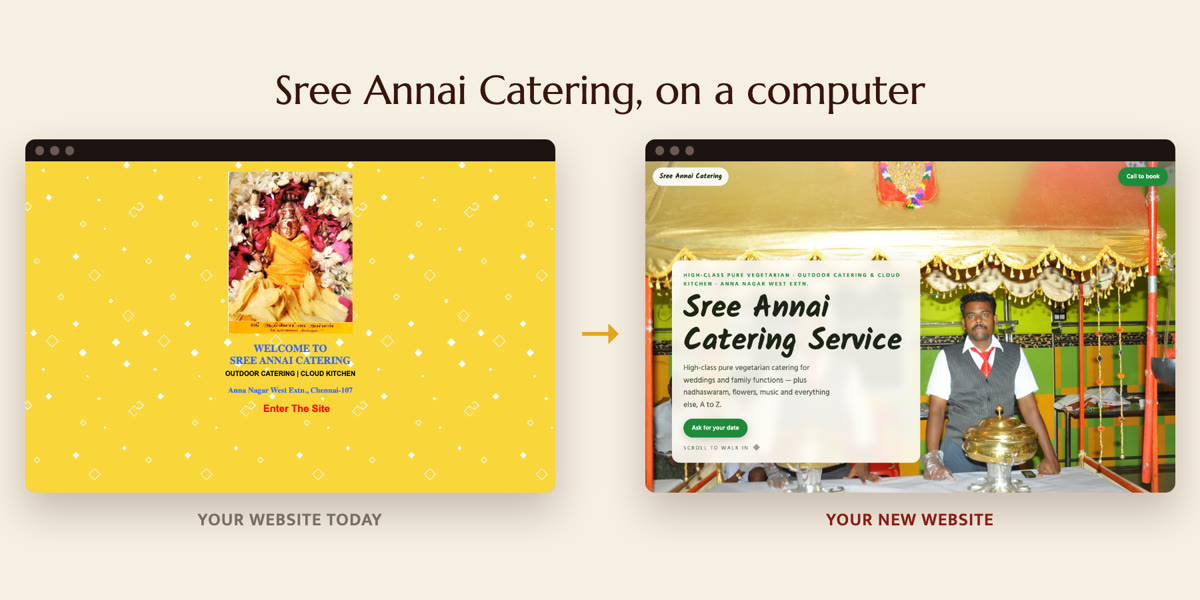 Sree Annai Catering, on a computer
WELCOME TO
SREE ANNAI CATERING
OUTDOOR CATERING | CLOUD KITCHEN
Anna Nagar West Extn., Chennai-107
Enter The Site
YOUR WEBSITE TODAY
Sree Annai Catering
Call to book
HIGH-CLASS PURE VEGETARIAN · OUTDOOR CATERING & CLOUD
KITCHEN · ANNA NAGAR WEST EXTN.
Sree Annai
Catering Service
High-class pure vegetarian catering for
weddings and family functions — plus
nadhaswaram, flowers, music and everything
else, A to Z.
Ask for your date
SCROLL TO WALK IN
YOUR NEW WEBSITE